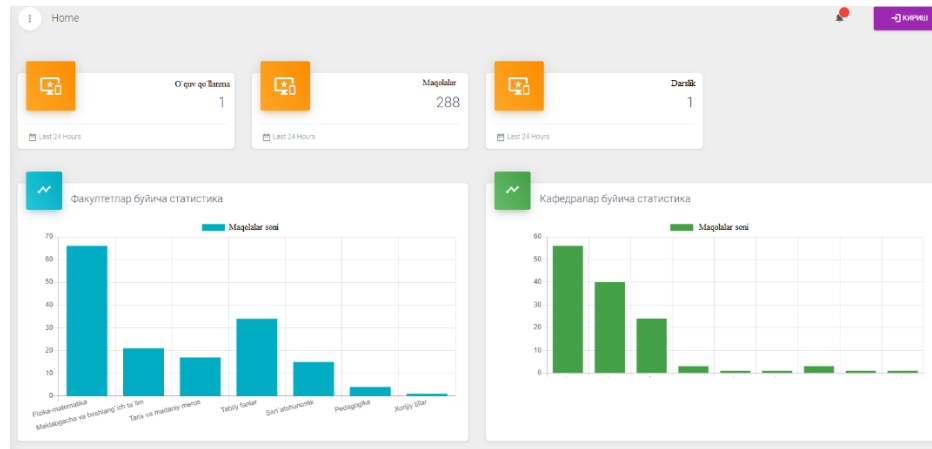 Home
КИРИШ
O`quv qo`llanma
1
Last 24 Hours
Maqolalar
288
Last 24 Hours
Darslik
1
Last 24 Hours
Факултетлар буйича статистика
Maqolalar soni
70
60
50
40
30
20
10
0
Fizika-matematika
Maktabgacha va boshlang`ich ta`lim
Tarix va madaniy meros
Tabiiy fanlar
San`atshunoslik
Pedagogika
Xorijiy tillar
Кафедралар буйича статистика
Maqolalar soni
60
50
40
30
20
10
0